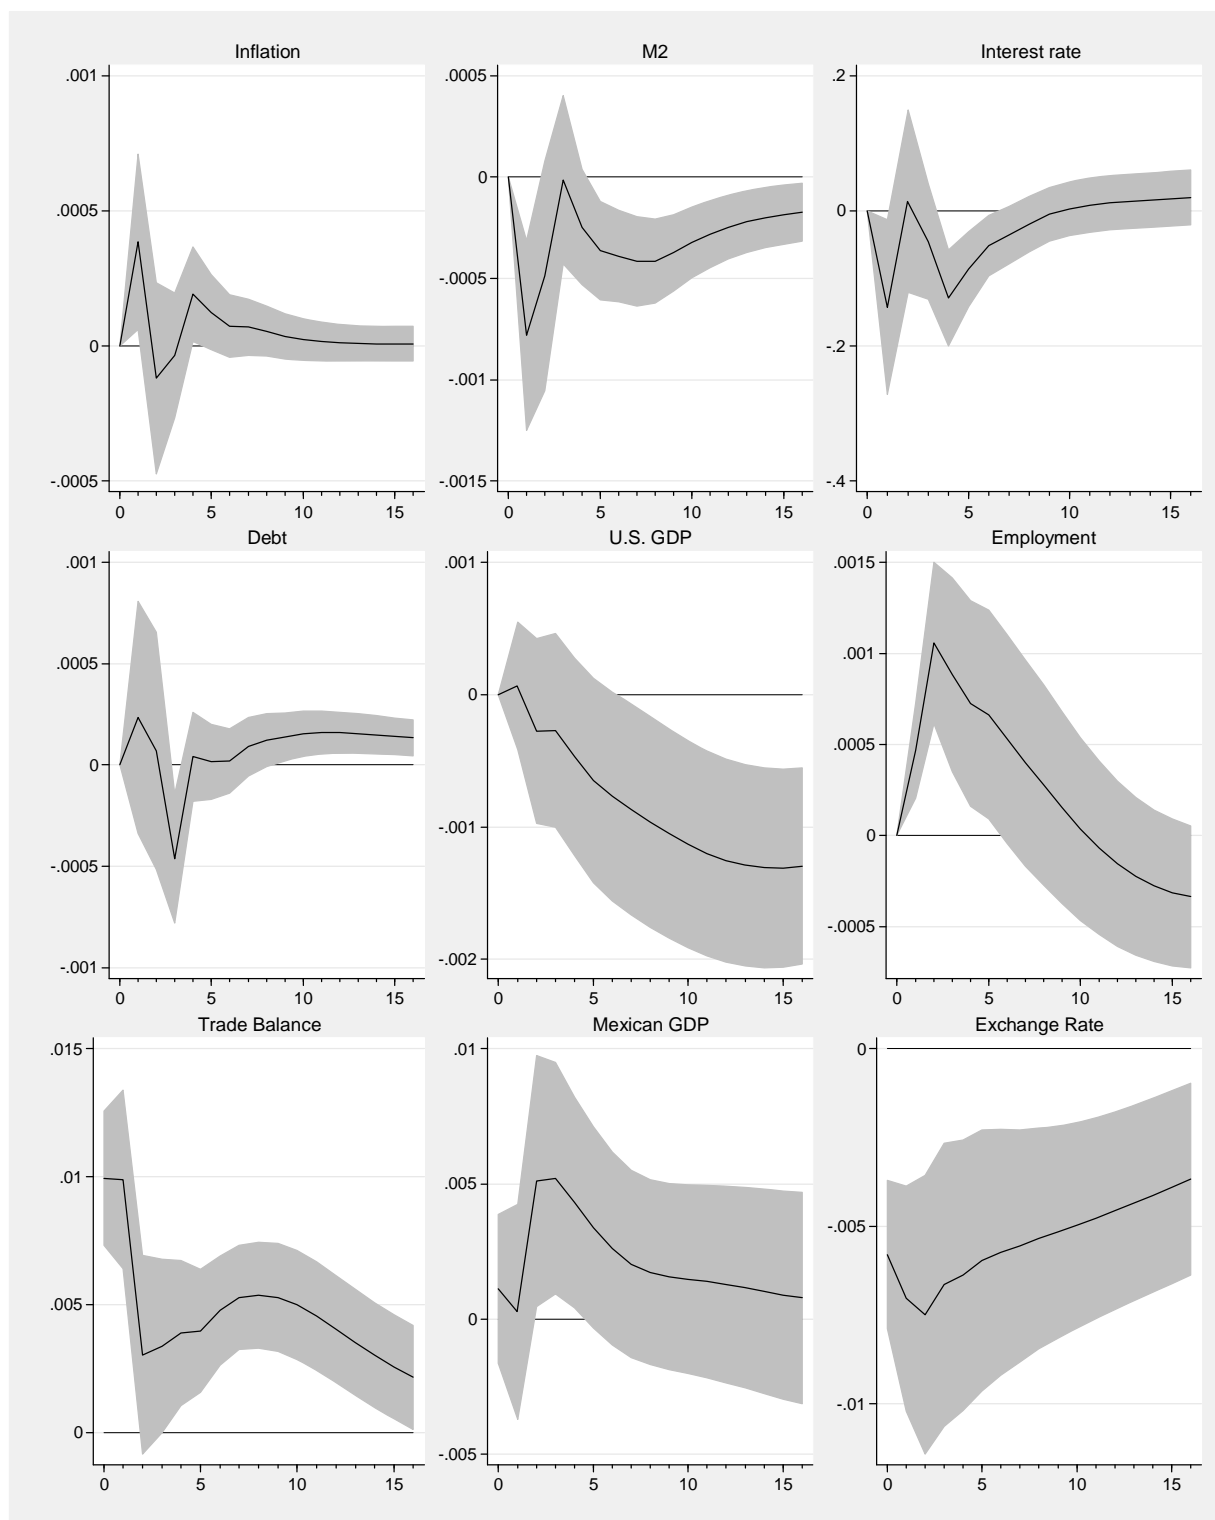 Inflation
.001
.0005
0
-.0005
0 5 10 15
M2
.0005
0
-.0005
-.001
-.0015
0 5 10 15
Interest rate
.2
0
-.2
-.4
0 5 10 15
Debt
.001
.0005
0
-.0005
-.001
0 5 10 15
U.S. GDP
.001
0
-.001
-.002
0 5 10 15
Employment
.0015
.001
.0005
0
-.0005
0 5 10 15
Trade Balance
.015
.01
.005
0
0 5 10 15
Mexican GDP
.01
.005
0
-.005
0 5 10 15
Exchange Rate
0
-.005
-.01
0 5 10 15